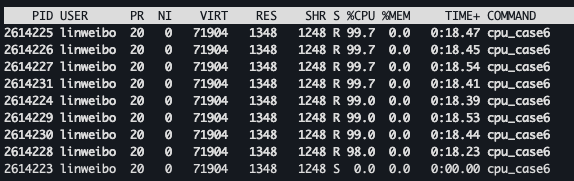 PID USER PR NI VIRT RES SHR S %CPU %MEM TIME+ COMMAND
2614225 linweibo 20 0 71904 1348 1248 R 99.7 0.0 0:18.47 cpu_case6
2614226 linweibo 20 0 71904 1348 1248 R 99.7 0.0 0:18.45 cpu_case6
2614227 linweibo 20 0 71904 1348 1248 R 99.7 0.0 0:18.54 cpu_case6
2614231 linweibo 20 0 71904 1348 1248 R 99.7 0.0 0:18.41 cpu_case6
2614224 linweibo 20 0 71904 1348 1248 R 99.0 0.0 0:18.39 cpu_case6
2614229 linweibo 20 0 71904 1348 1248 R 99.0 0.0 0:18.53 cpu_case6
2614230 linweibo 20 0 71904 1348 1248 R 99.0 0.0 0:18.44 cpu_case6
2614228 linweibo 20 0 71904 1348 1248 R 98.0 0.0 0:18.23 cpu_case6
2614223 linweibo 20 0 71904 1348 1248 S 0.0 0.0 0:00.00 cpu_case6